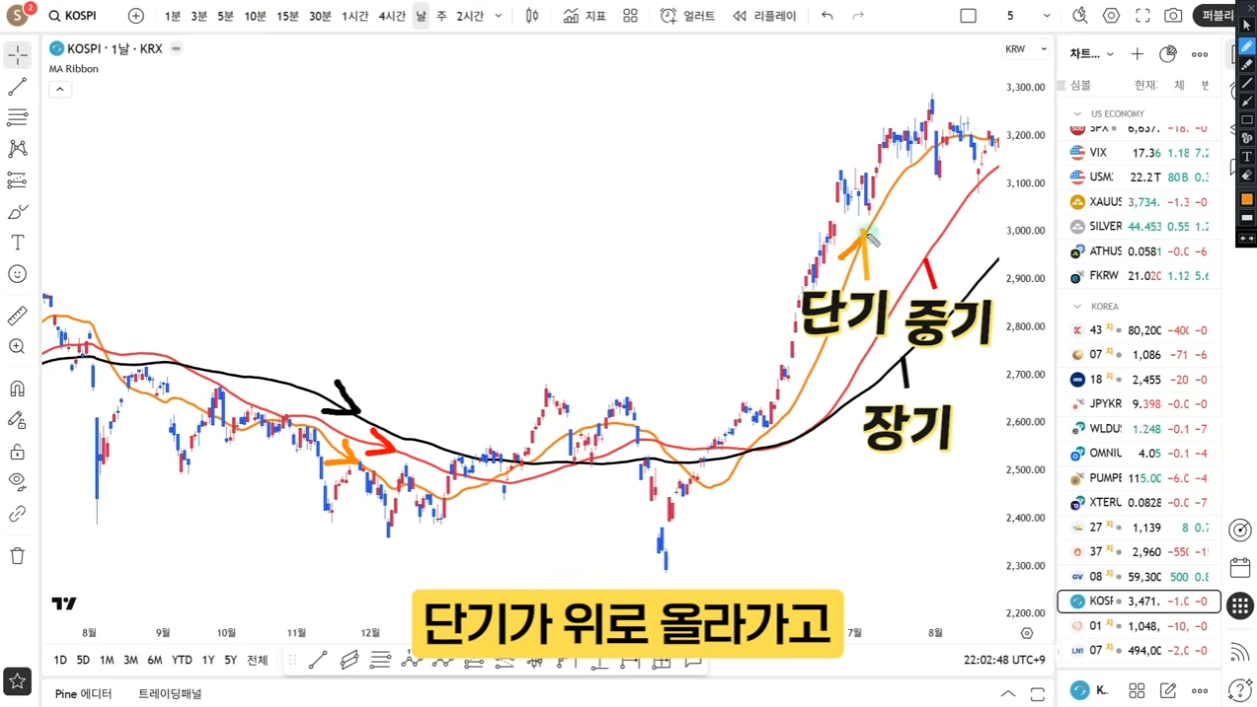 S 2 KOSPI 1분 3분 5분 10분 15분 30분 1시간 4시간 날 주 2시간 지표 얼러트 리플레이 5 퍼블리
KOSPI · 1날 · KRX
MA Ribbon
KRW
3,300.00
3,200.00
3,100.00
3,000.00
2,900.00
2,800.00
2,700.00
2,600.00
2,500.00
2,400.00
2,300.00
2,200.00
단기
중기
장기
단기가 위로 올라가고
8월 9월 10월 11월 12월 7월 8월
1D 5D 1M 3M 6M YTD 1Y 5Y 전체
22:02:48 UTC+9
Pine 에디터 트레이딩패널
차트...
심볼 현재 체
US ECONOMY
SPX 6,637. -18. -0
VIX 17.36 1.18 7.2
USM 22.2T 80B 0.3
XAUUS 3,734. -1.3 -0
SILVER 44.453 0.55 1.2
ATHUS 0.0581 -0.0 -6
FKRW 21.020 1.12 5.6
KOREA
43 지 80,200 -400 -0
07 지 1,086 -71 -6
18 지 2,455 -20 -0
JPYKR 9.398 -0.0 -0
WLDU 1.248 -0.1 -7
OMNIL 4.05 -0.1 -4
PUMPE 115.00 -6.0 -4
XTERL 0.0828 -0.0 -7
27 지 1,139 8 0.7
37 지 2,960 -550 -1
08 지 59,300 500 0.8
KOSF 3,471. -1.0 -0
01 지 1,048, -10, -0
07 지 494,00 -2,0 -0
K..